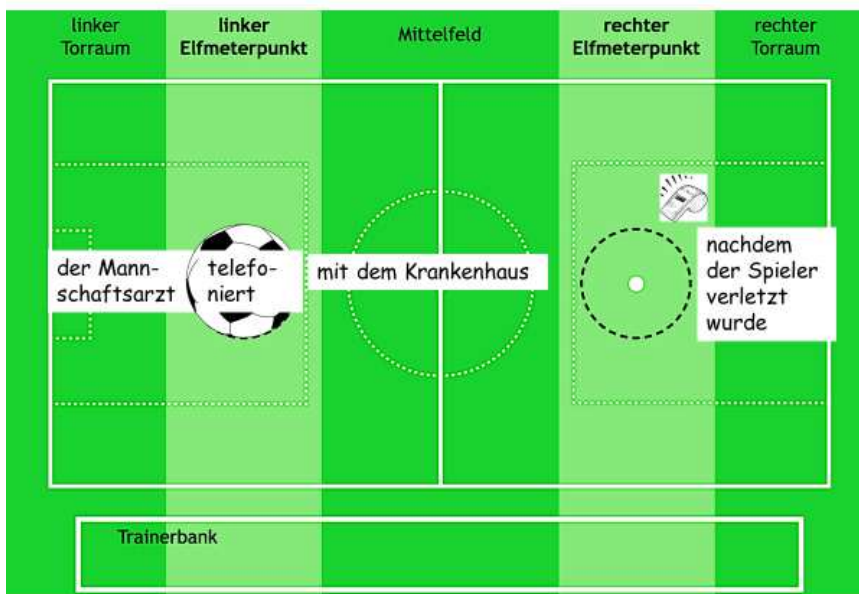 linker
Torraum
linker
Elfmeterpunkt
Mittelfeld
rechter
Elfmeterpunkt
rechter
Torraum
der Mann-
schaftsarzt
telefo-
niert
mit dem Krankenhaus
nachdem
der Spieler
verletzt
wurde
Trainerbank